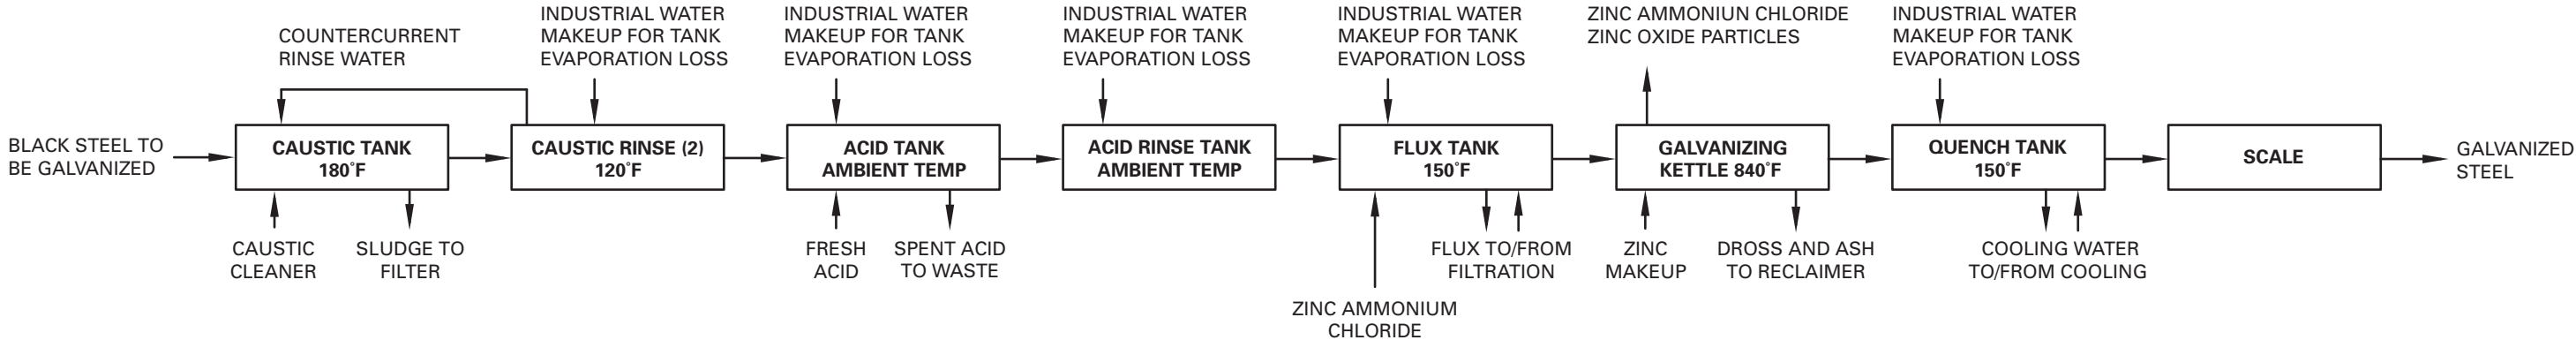 COUNTERCURRENT
RINSE WATER
INDUSTRIAL WATER
MAKEUP FOR TANK
EVAPORATION LOSS
INDUSTRIAL WATER
MAKEUP FOR TANK
EVAPORATION LOSS
INDUSTRIAL WATER
MAKEUP FOR TANK
EVAPORATION LOSS
INDUSTRIAL WATER
MAKEUP FOR TANK
EVAPORATION LOSS
ZINC AMMONIUN CHLORIDE
ZINC OXIDE PARTICLES
INDUSTRIAL WATER
MAKEUP FOR TANK
EVAPORATION LOSS
BLACK STEEL TO
BE GALVANIZED
CAUSTIC TANK
180˚F
CAUSTIC RINSE (2)
120˚F
ACID TANK
AMBIENT TEMP
ACID RINSE TANK
AMBIENT TEMP
FLUX TANK
150˚F
GALVANIZING
KETTLE 840˚F
QUENCH TANK
150˚F
SCALE
GALVANIZED
STEEL
CAUSTIC
CLEANER
SLUDGE TO
FILTER
FRESH
ACID
SPENT ACID
TO WASTE
ZINC AMMONIUM
CHLORIDE
FLUX TO/FROM
FILTRATION
ZINC
MAKEUP
DROSS AND ASH
TO RECLAIMER
COOLING WATER
TO/FROM COOLING